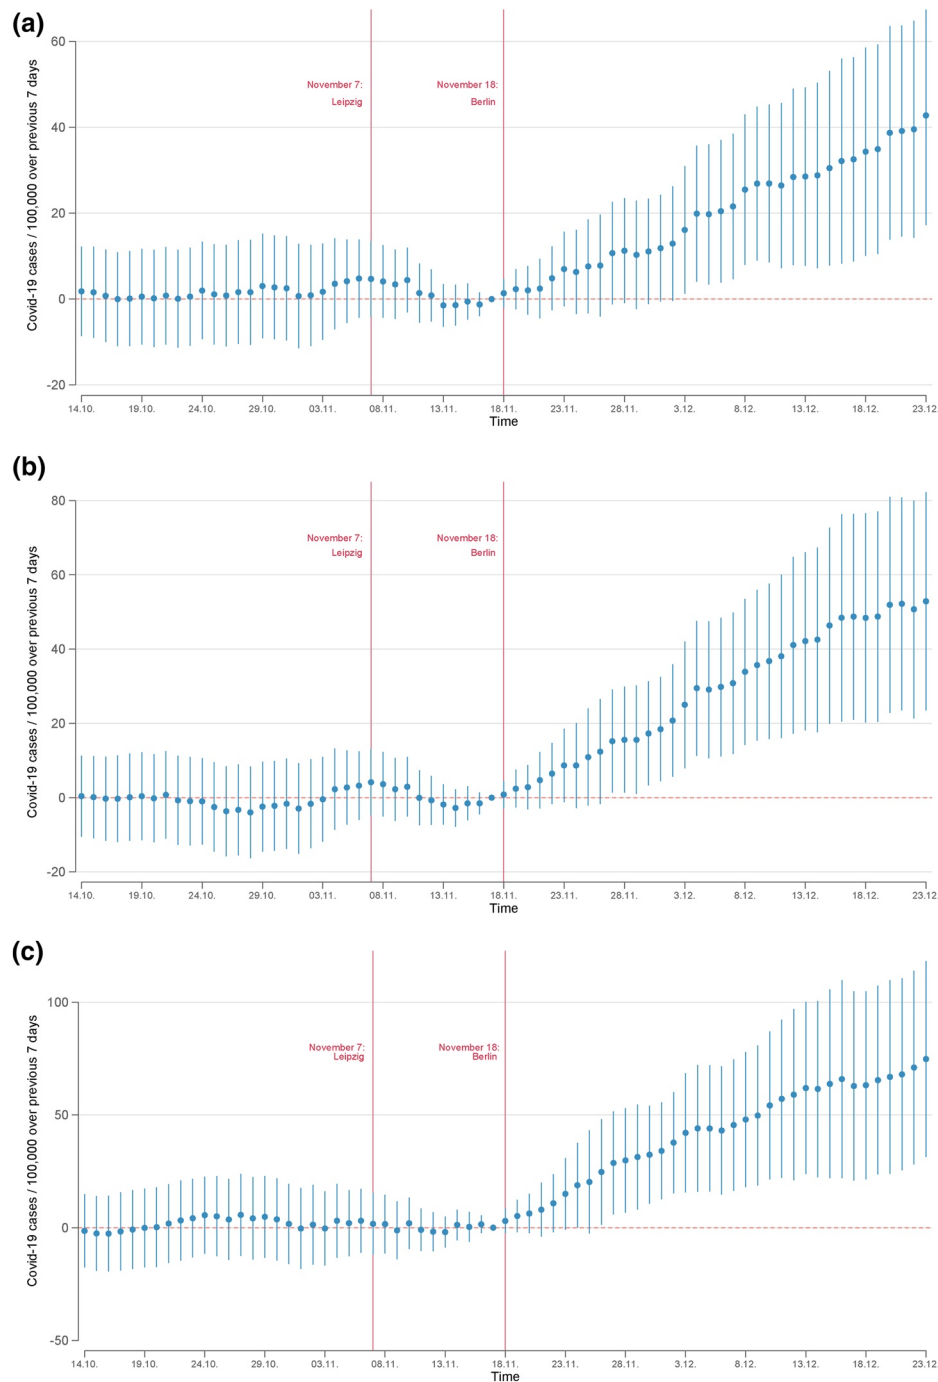 (a)
Covid-19 cases / 100,000 over previous 7 days
60
40
20
0
-20
November 7:
Leipzig
November 18:
Berlin
14.10. 19.10. 24.10. 29.10. 03.11. 08.11. 13.11. 18.11. 23.11. 28.11. 3.12. 8.12. 13.12. 18.12. 23.12.
Time
(b)
Covid-19 cases / 100,000 over previous 7 days
80
60
40
20
0
-20
November 7:
Leipzig
November 18:
Berlin
14.10. 19.10. 24.10. 29.10. 03.11. 08.11. 13.11. 18.11. 23.11. 28.11. 3.12. 8.12. 13.12. 18.12. 23.12.
Time
(c)
Covid-19 cases / 100,000 over previous 7 days
100
50
0
-50
November 7:
Leipzig
November 18:
Berlin
14.10. 19.10. 24.10. 29.10. 03.11. 08.11. 13.11. 18.11. 23.11. 28.11. 3.12. 8.12. 13.12. 18.12. 23.12.
Time